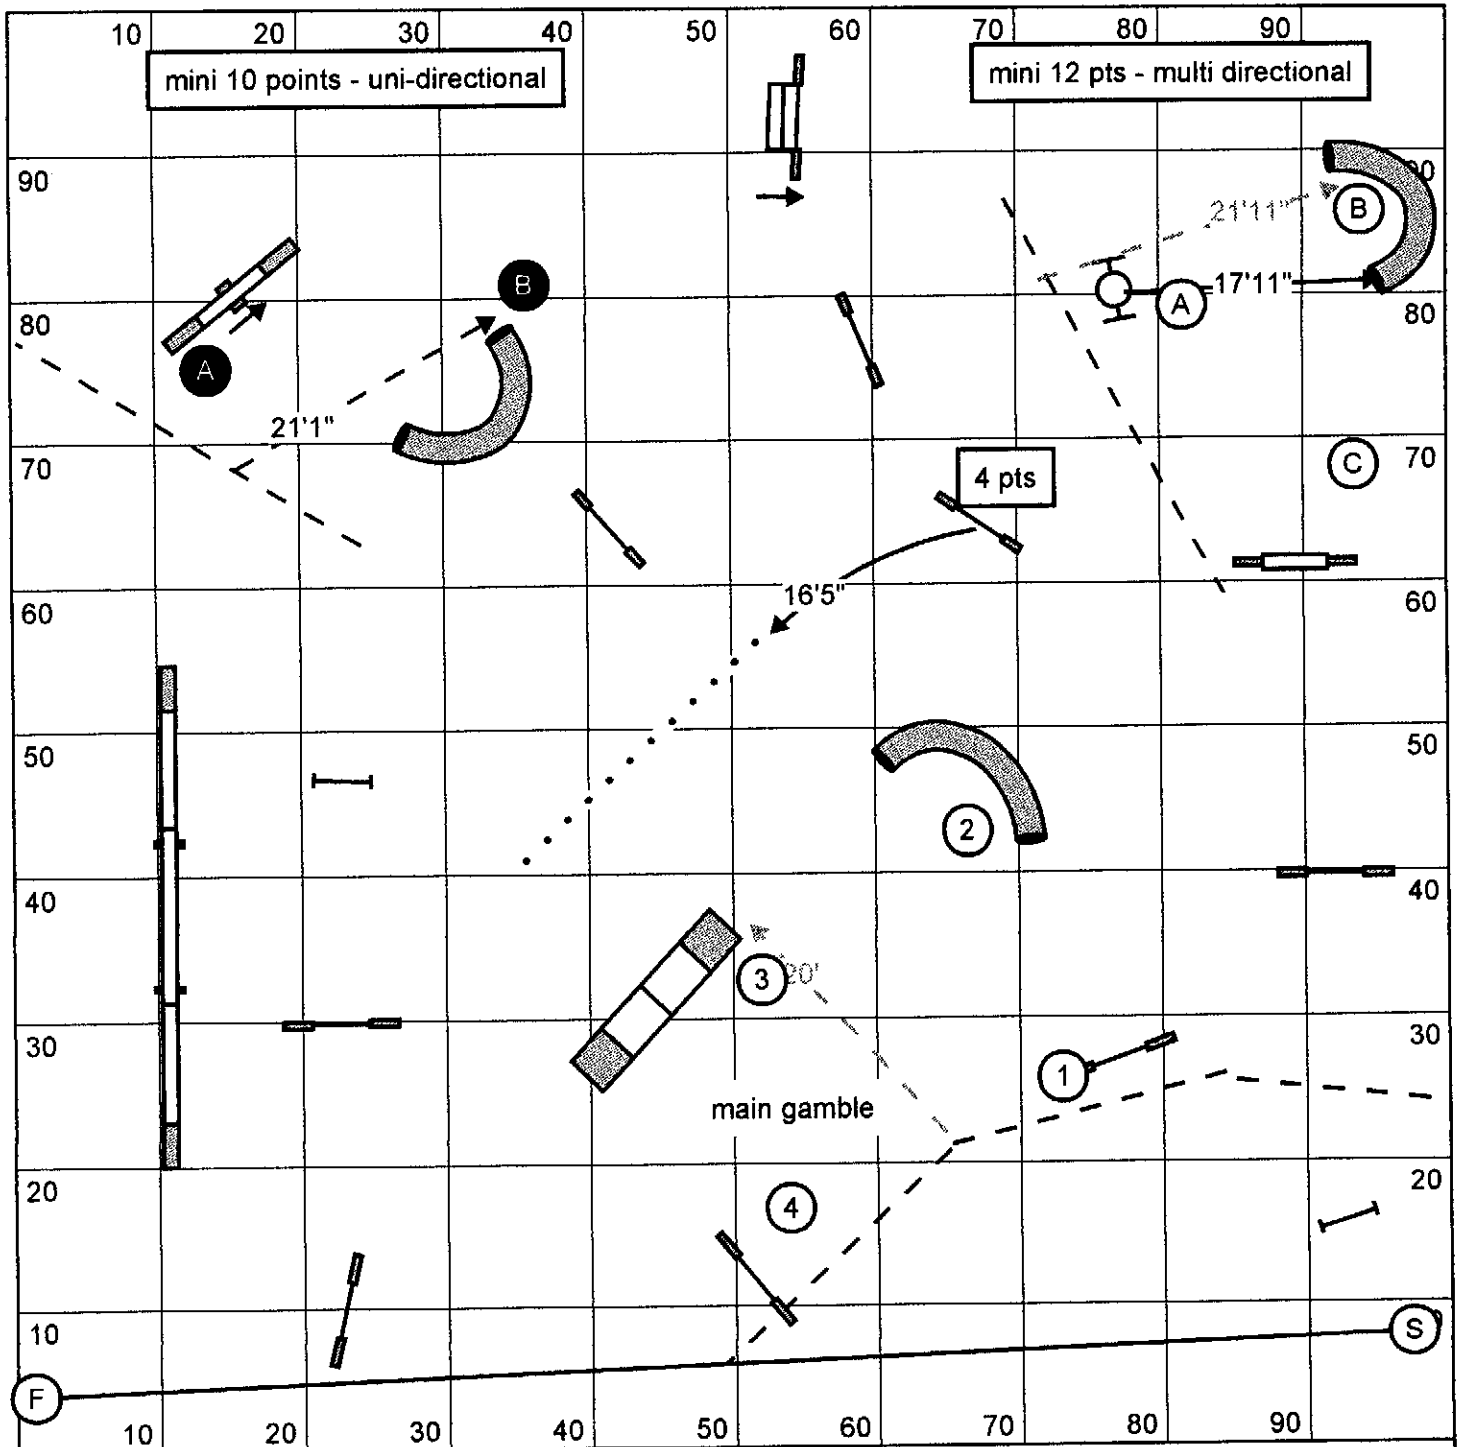 10 20 30 40 50 60 70 80 90
mini 10 points - uni-directional
mini 12 pts - multi directional
90 90
21'11"
B
B
17'11"
A
80 80
A
21'1"
70 70
C
4 pts
16'5"
60 60
50 50
2
40 40
3
20'
30 30
1
main gamble
20 20
4
10
S
F
10 20 30 40 50 60 70 80 90